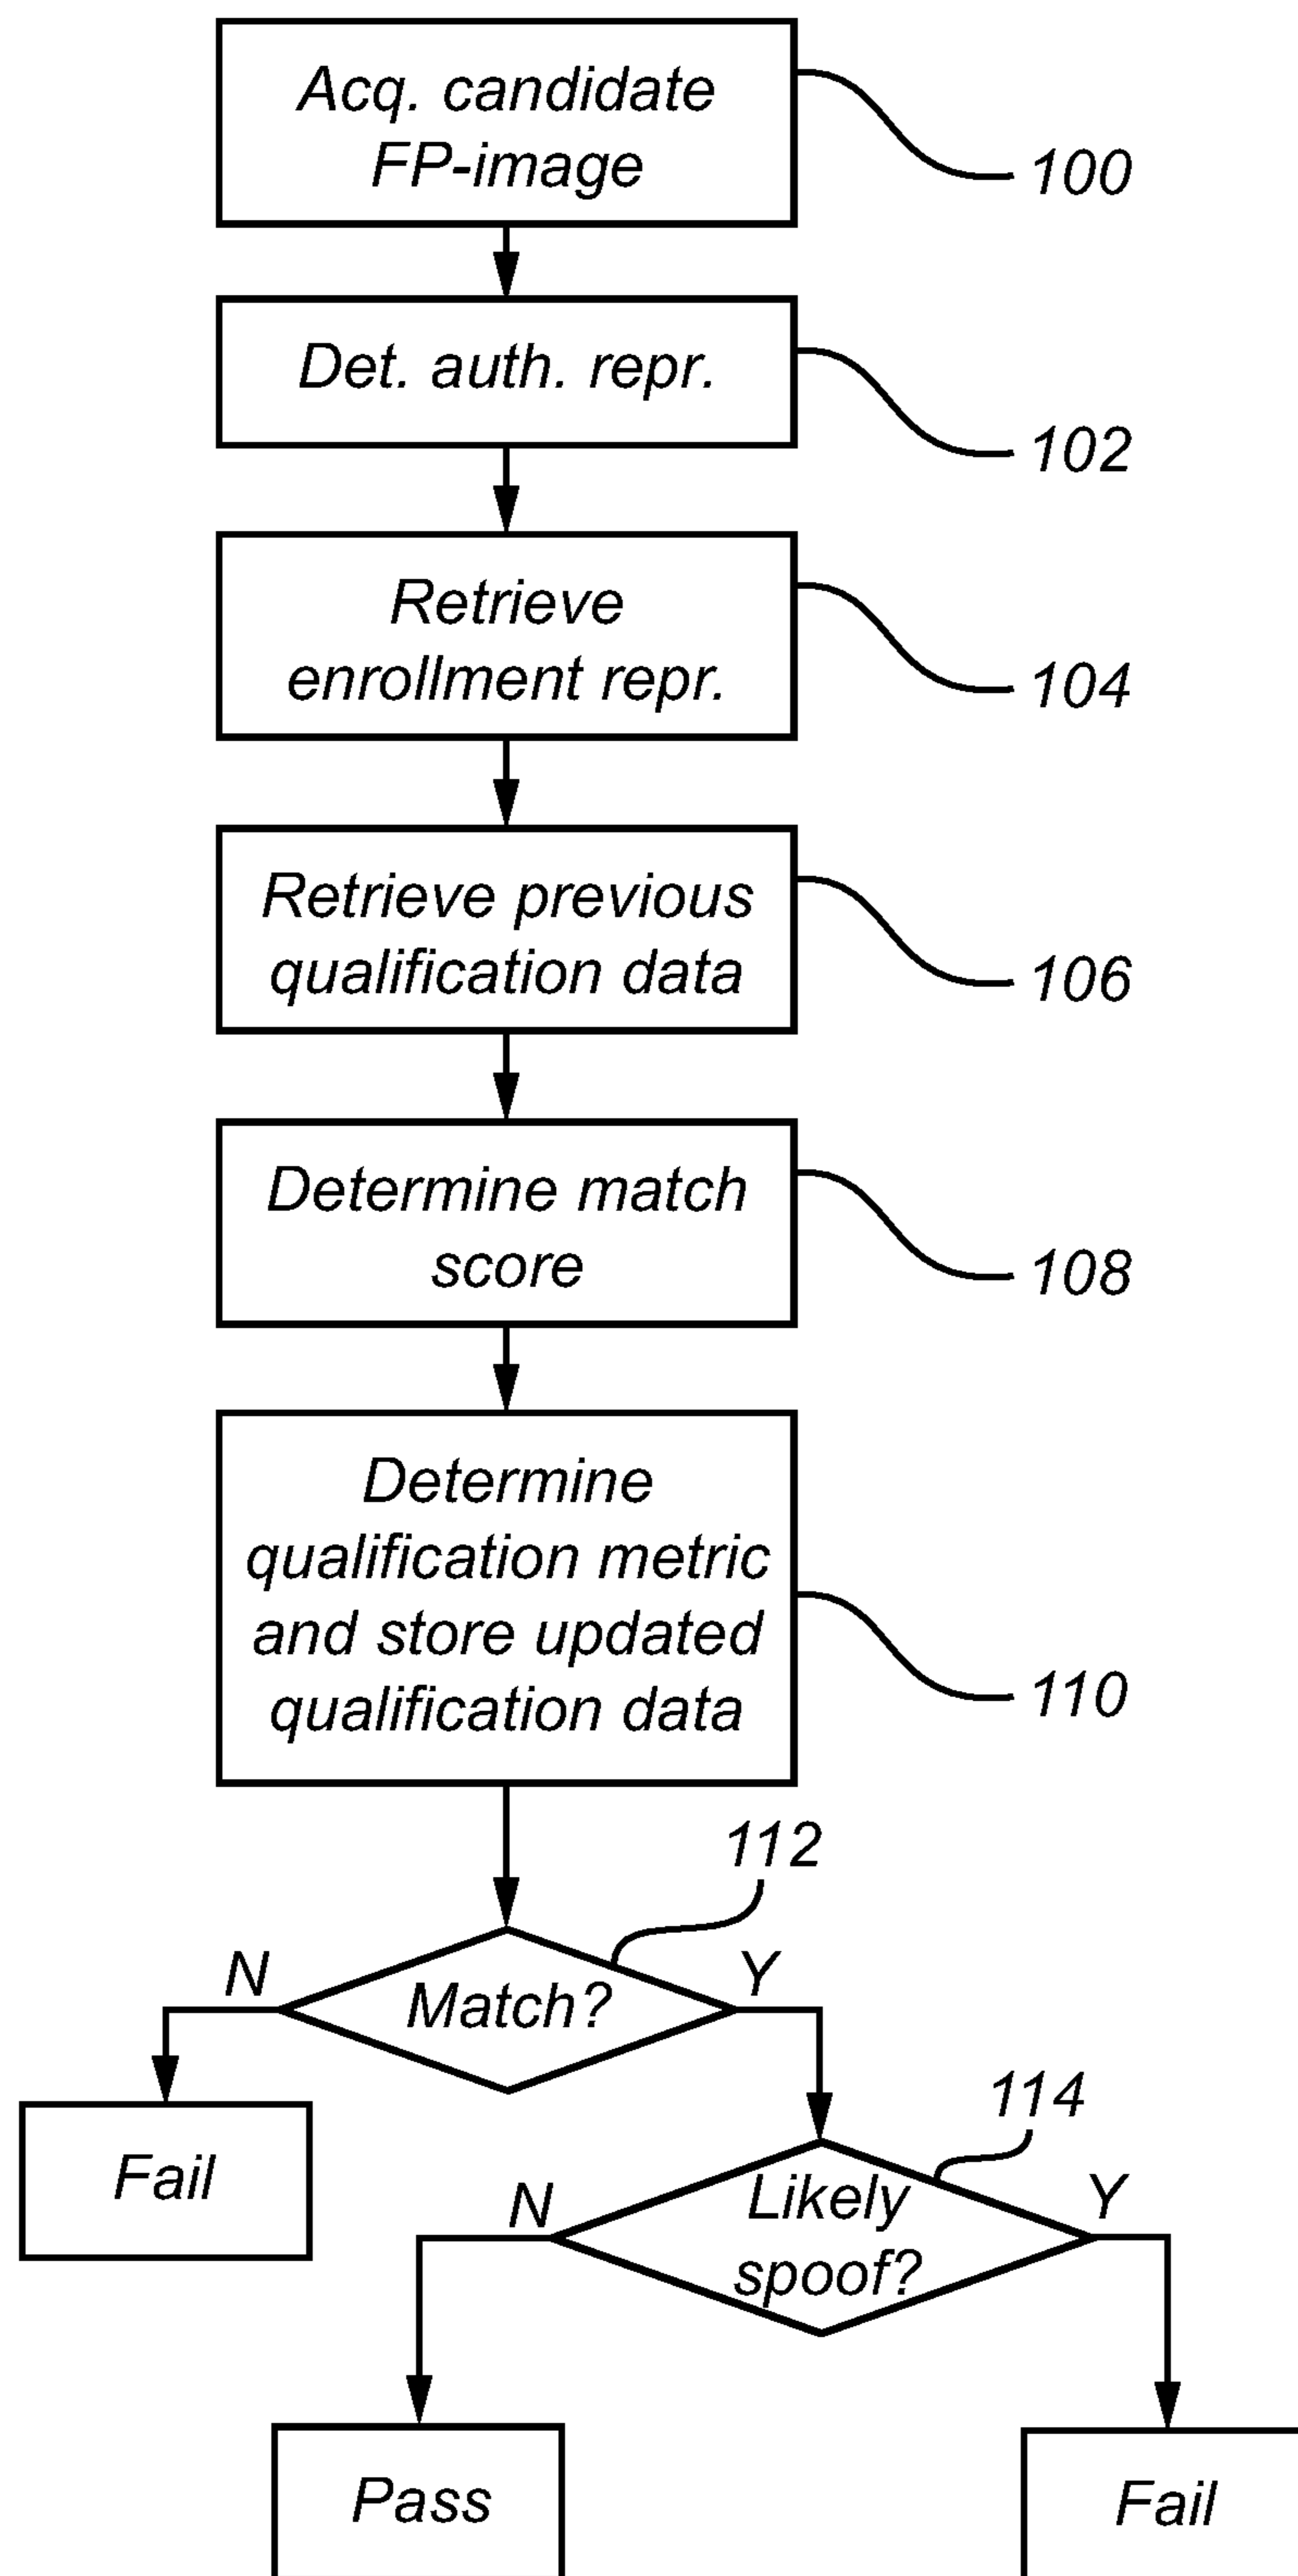 Acq. candidate
FP-image
100
Det. auth. repr.
102
Retrieve
enrollment repr.
104
Retrieve previous
qualification data
106
Determine match
score
108
Determine
qualification metric
and store updated
qualification data
110
112
N
Match?
Y
114
Fail
N
Likely
spoof?
Y
Pass
Fail